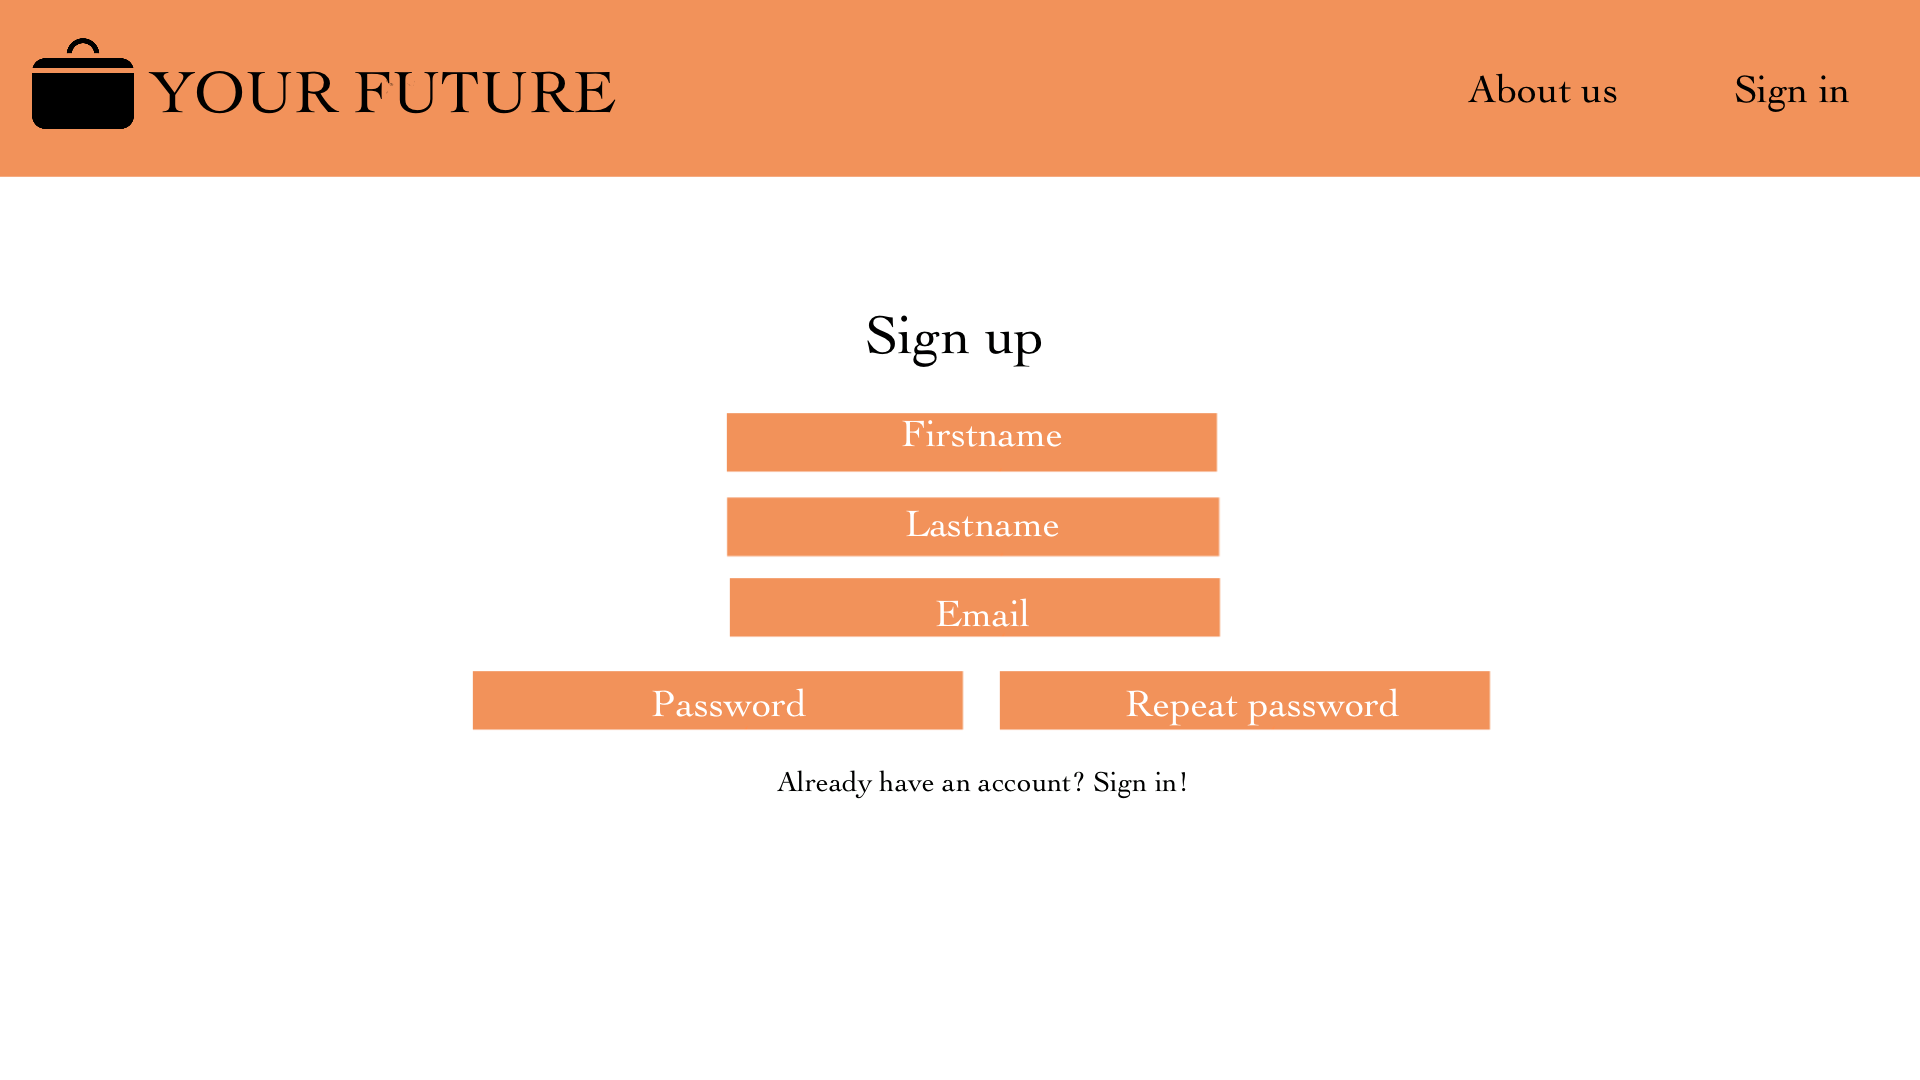 YOUR FUTURE
About us
Sign in
Sign up
Firstname
Lastname
Email
Password
Repeat password
Already have an account? Sign in!